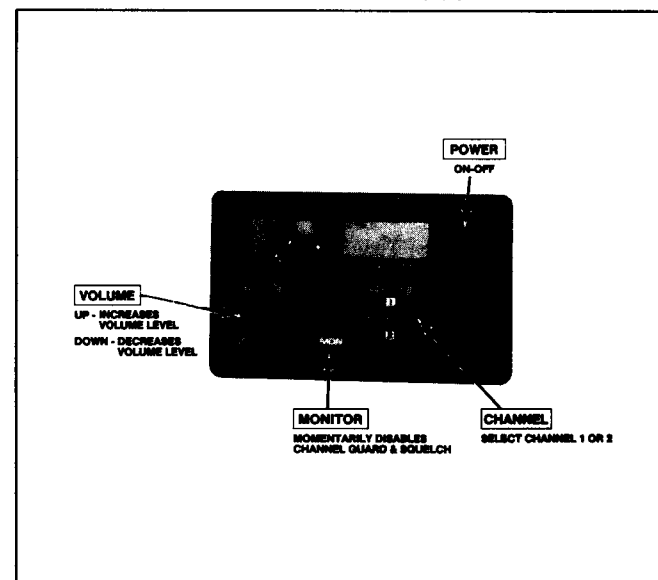 POWER
ON-OFF
VOLUME
UP - INCREASES
VOLUME LEVEL
DOWN - DECREASES
VOLUME LEVEL
MON
MONITOR
MOMENTARILY DISABLES
CHANNEL GUARD & SQUELCH
CHANNEL
SELECT CHANNEL 1 OR 2